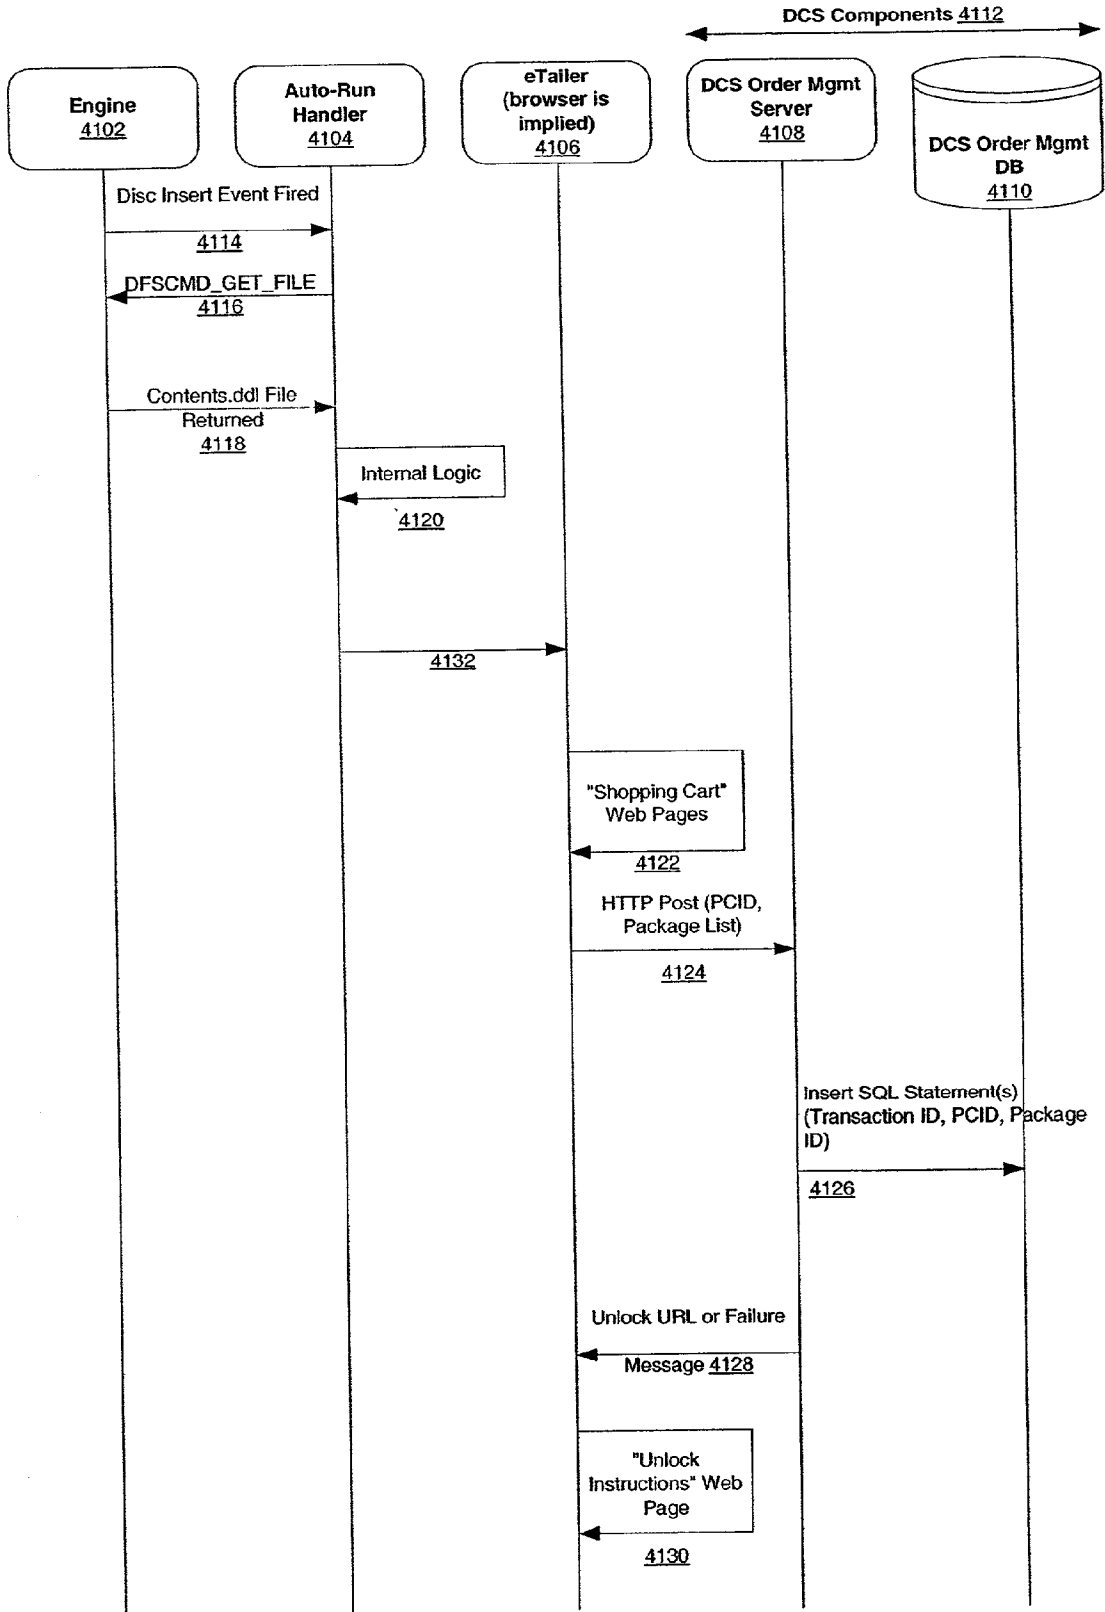 DCS Components 4112
Engine
4102
Auto-Run
Handler
4104
eTailer
(browser is
implied)
4106
DCS Order Mgmt
Server
4108
DCS Order Mgmt
DB
4110
Disc Insert Event Fired
4114
DFSCMD_GET_FILE
4116
Contents.ddl File
Returned
4118
Internal Logic
4120
4132
"Shopping Cart"
Web Pages
4122
HTTP Post (PCID,
Package List)
4124
Insert SQL Statement(s)
(Transaction ID, PCID, Package
ID)
4126
Unlock URL or Failure
Message 4128
"Unlock
Instructions" Web
Page
4130